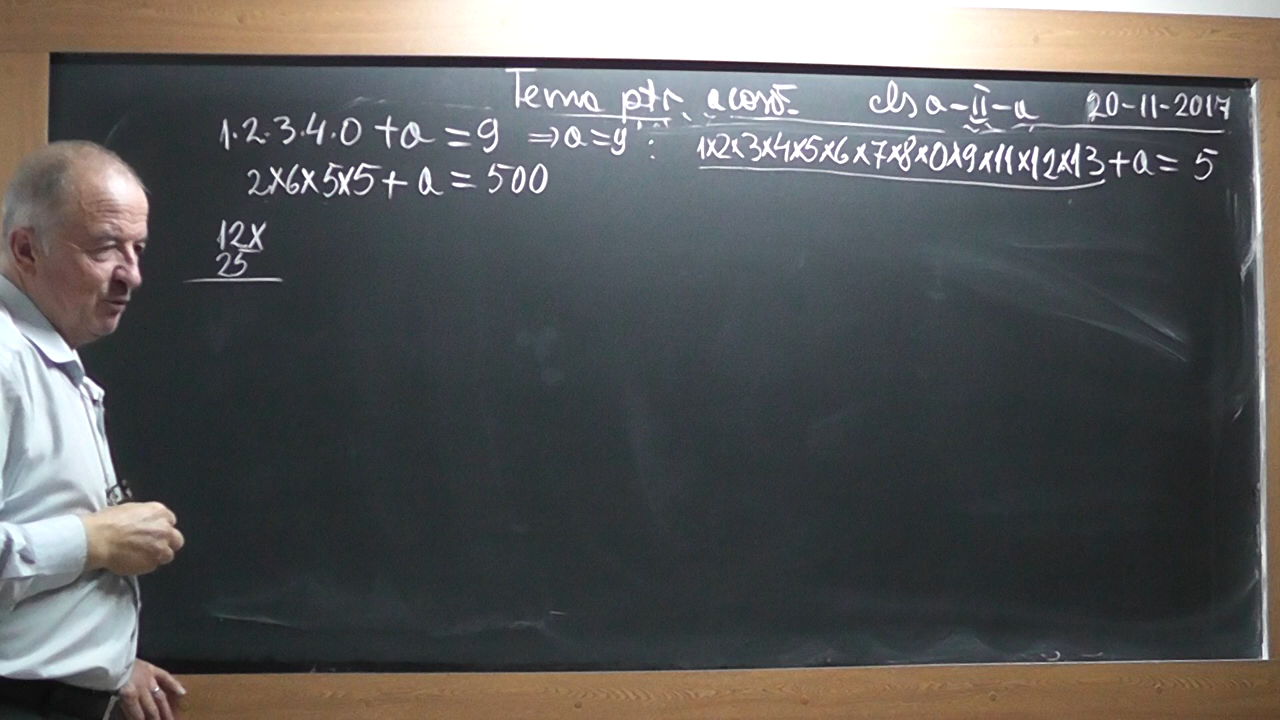 Tema ptr. acasă cls a-II-a 20-11-2017
1.2.3.4.0 + a = 9 ⇒ a = 9 : 1x2x3x4x5x6x7x8x0x9x11x12x13 + a = 5
2x6x5x5 + a = 500
12x
25